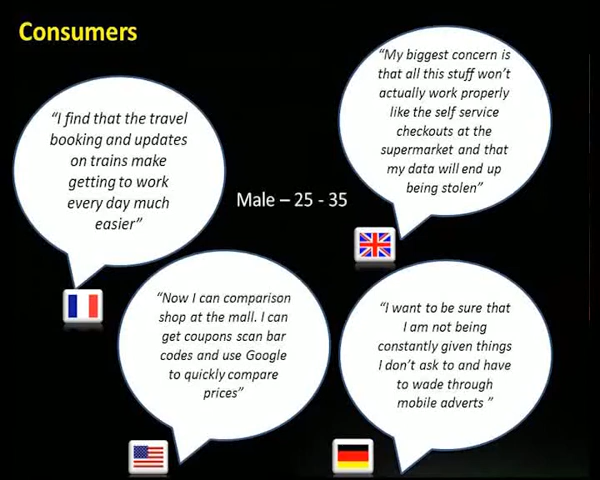 Consumers
“I find that the travel
booking and updates
on trains make
getting to work
every day much
easier”
“My biggest concern is
that all this stuff won’t
actually work properly
like the self service
checkouts at the
supermarket and that
my data will end up
being stolen”
Male – 25 - 35
“Now I can comparison
shop at the mall. I can
get coupons scan bar
codes and use Google
to quickly compare
prices”
“I want to be sure that
I am not being
constantly given things
I don’t ask to and have
to wade through
mobile adverts ”